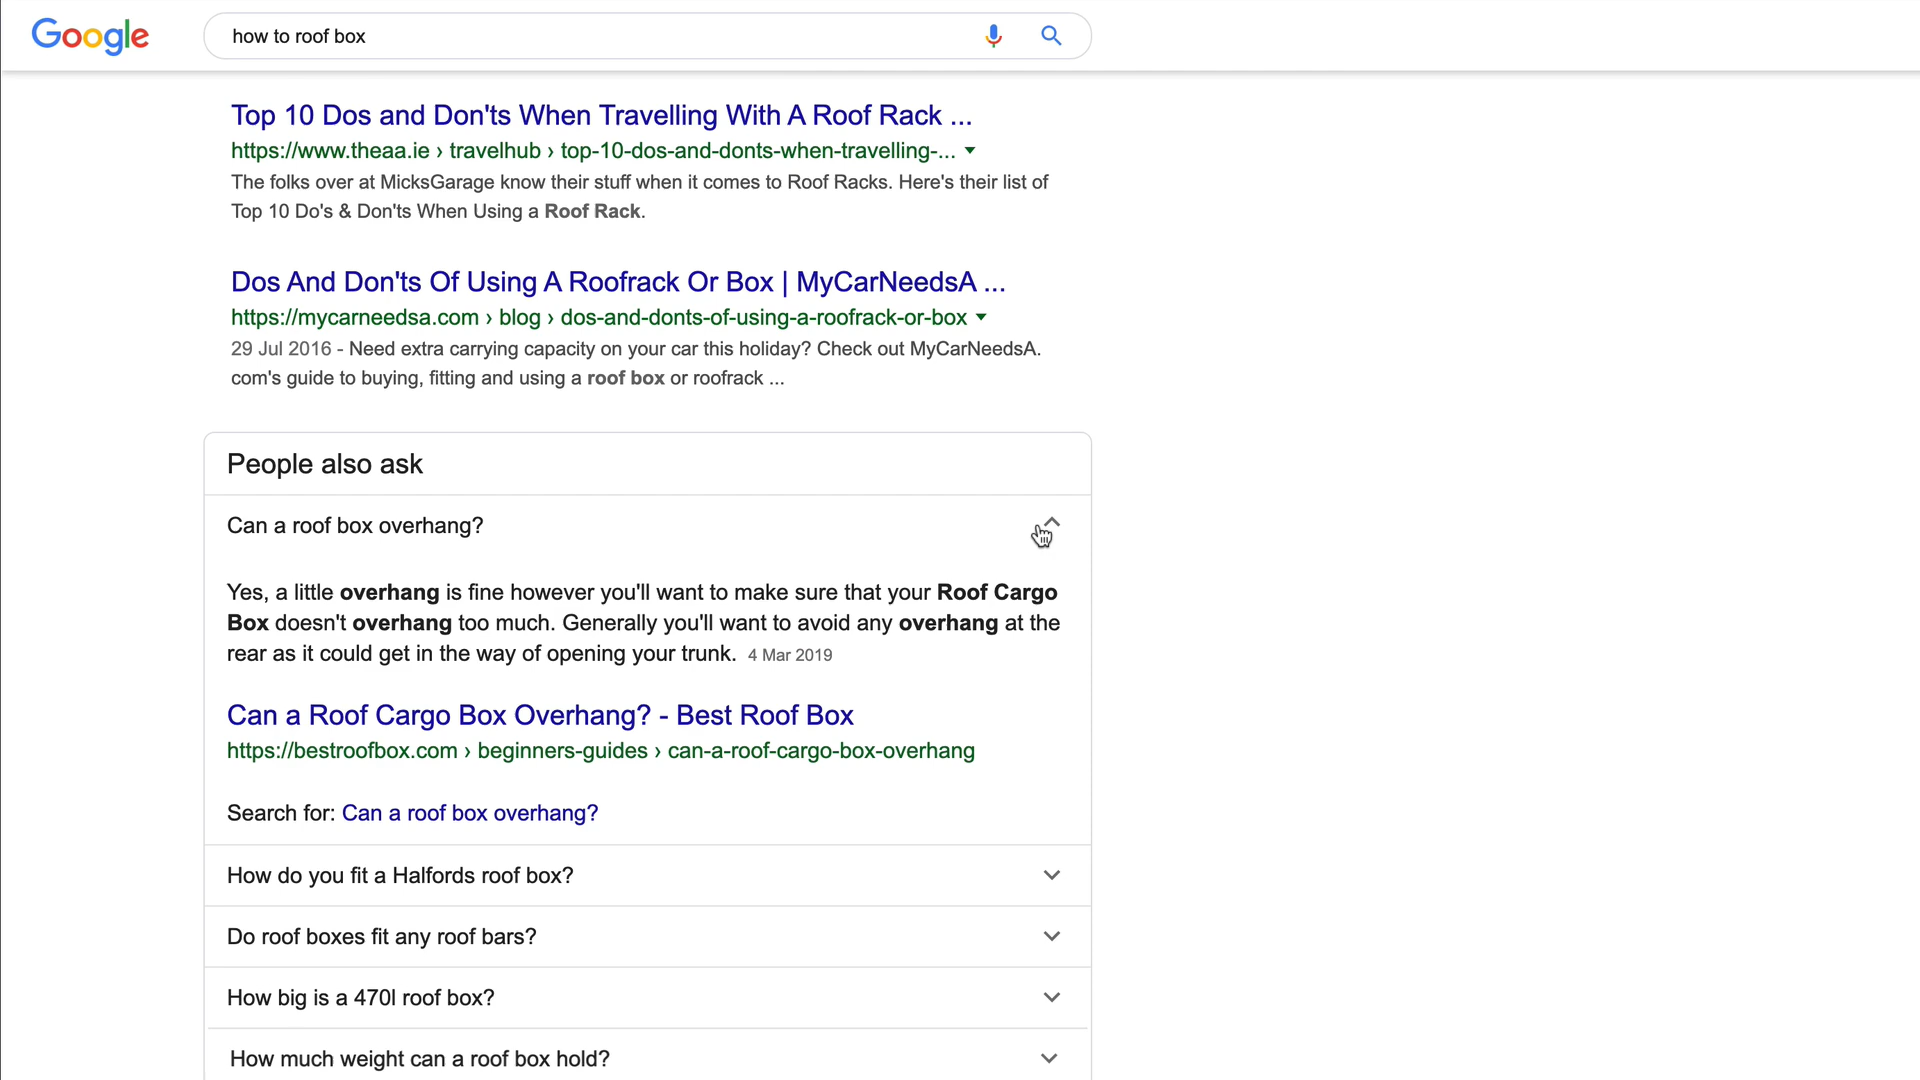 Google
how to roof box
Top 10 Dos and Don'ts When Travelling With A Roof Rack ...
https://www.theaa.ie › travelhub › top-10-dos-and-donts-when-travelling-...
The folks over at MicksGarage know their stuff when it comes to Roof Racks. Here's their list of
Top 10 Do's & Don'ts When Using a Roof Rack.
Dos And Don'ts Of Using A Roofrack Or Box | MyCarNeedsA ...
https://mycarneedsa.com › blog › dos-and-donts-of-using-a-roofrack-or-box
29 Jul 2016 - Need extra carrying capacity on your car this holiday? Check out MyCarNeedsA.
com's guide to buying, fitting and using a roof box or roofrack ...
People also ask
Can a roof box overhang?
Yes, a little overhang is fine however you'll want to make sure that your Roof Cargo
Box doesn't overhang too much. Generally you'll want to avoid any overhang at the
rear as it could get in the way of opening your trunk. 4 Mar 2019
Can a Roof Cargo Box Overhang? - Best Roof Box
https://bestroofbox.com › beginners-guides › can-a-roof-cargo-box-overhang
Search for: Can a roof box overhang?
How do you fit a Halfords roof box?
Do roof boxes fit any roof bars?
How big is a 470l roof box?
How much weight can a roof box hold?